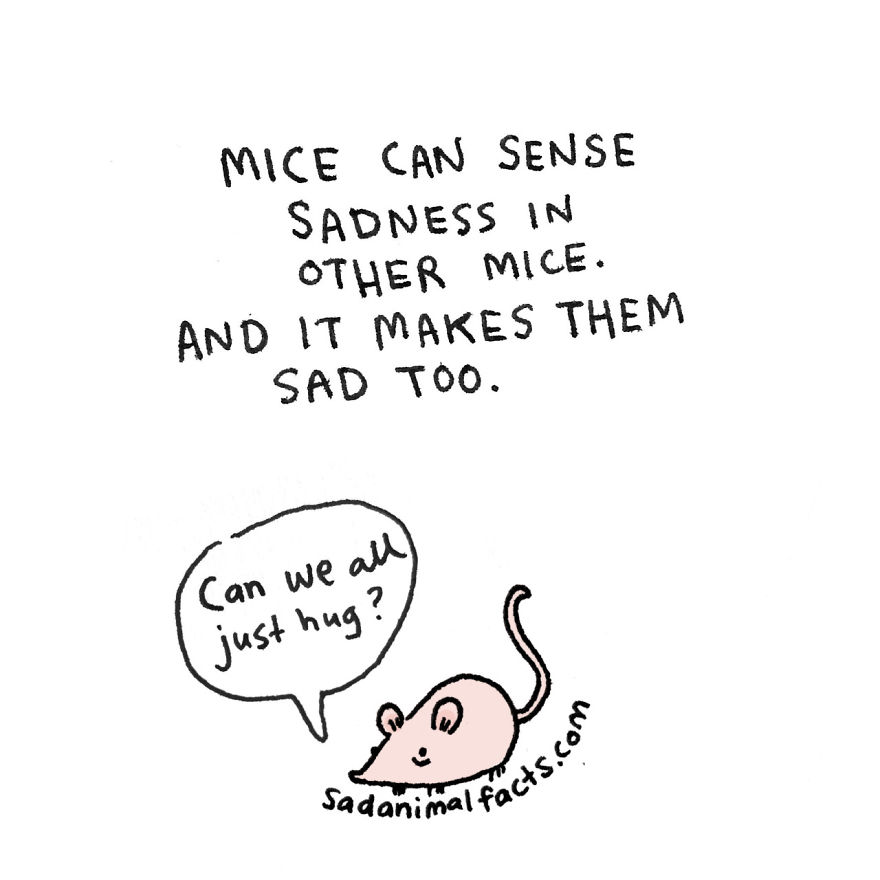 MICE CAN SENSE
SADNESS IN
OTHER MICE.
AND IT MAKES THEM
SAD TOO.
Can we all
just hug?
sadanimalfacts.com